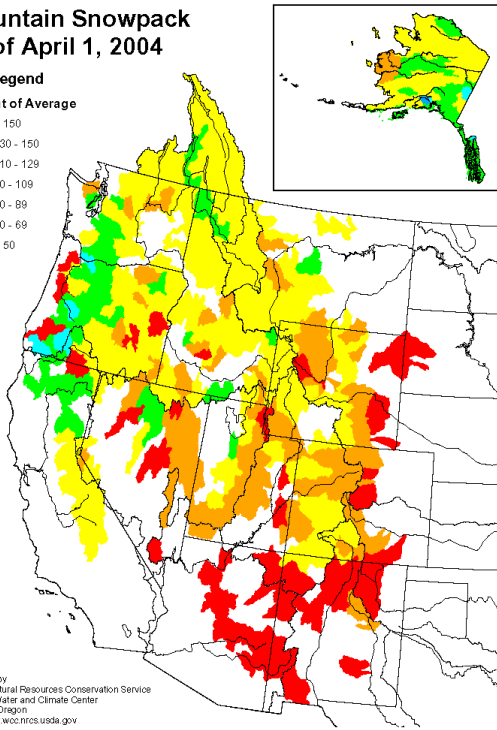 untain Snowpack
of April 1, 2004
egend
t of Average
150
30 - 150
10 - 129
0 - 109
0 - 89
0 - 69
50
by
tural Resources Conservation Service
Vater and Climate Center
Oregon
.wcc.nrcs.usda.gov